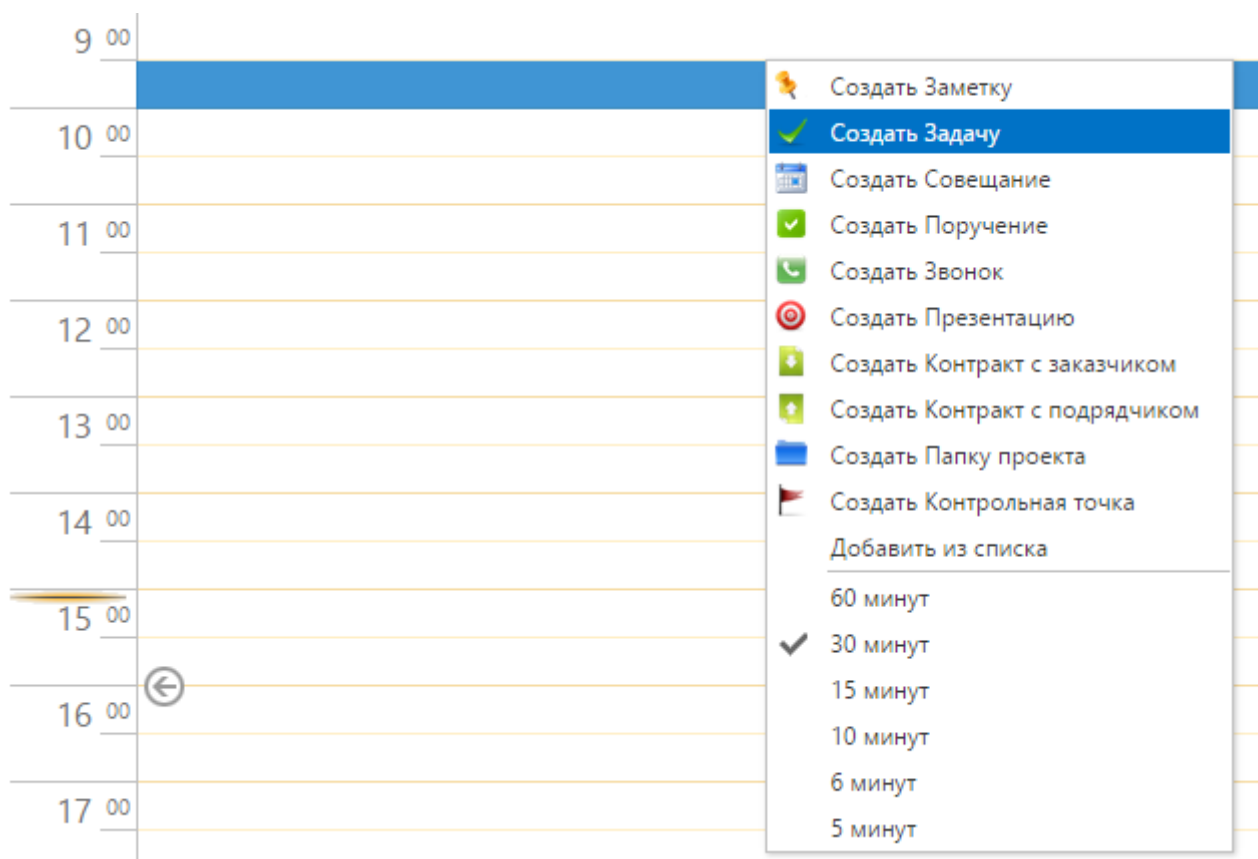 9 00
10 00
11 00
12 00
13 00
14 00
15 00
16 00
17 00
Создать Заметку
Создать Задачу
Создать Совещание
Создать Поручение
Создать Звонок
Создать Презентацию
Создать Контракт с заказчиком
Создать Контракт с подрядчиком
Создать Папку проекта
Создать Контрольная точка
Добавить из списка
60 минут
30 минут
15 минут
10 минут
6 минут
5 минут